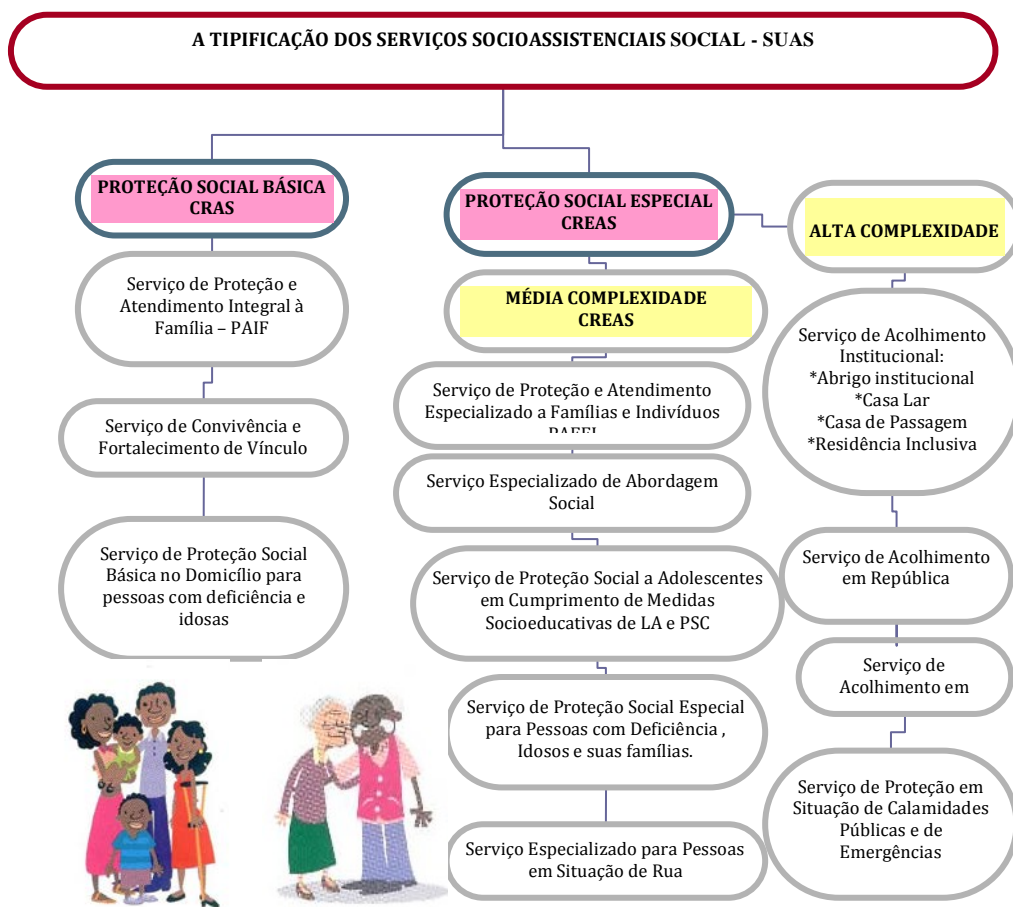 A TIPIFICAÇÃO DOS SERVIÇOS SOCIOASSISTENCIAIS SOCIAL - SUAS
PROTEÇÃO SOCIAL BÁSICA
CRAS
Serviço de Proteção e
Atendimento Integral à
Família – PAIF
Serviço de Convivência e
Fortalecimento de Vínculo
Serviço de Proteção Social
Básica no Domicílio para
pessoas com deficiência e
idosas
PROTEÇÃO SOCIAL ESPECIAL
CREAS
MÉDIA COMPLEXIDADE
CREAS
Serviço de Proteção e Atendimento
Especializado a Famílias e Indivíduos
Serviço Especializado de Abordagem
Social
Serviço de Proteção Social a Adolescentes
em Cumprimento de Medidas
Socioeducativas de LA e PSC
Serviço de Proteção Social Especial
para Pessoas com Deficiência ,
Idosos e suas famílias.
Serviço Especializado para Pessoas
em Situação de Rua
ALTA COMPLEXIDADE
Serviço de Acolhimento
Institucional:
*Abrigo institucional
*Casa Lar
*Casa de Passagem
*Residência Inclusiva
Serviço de Acolhimento
em República
Serviço de
Acolhimento em
Serviço de Proteção em
Situação de Calamidades
Públicas e de
Emergências